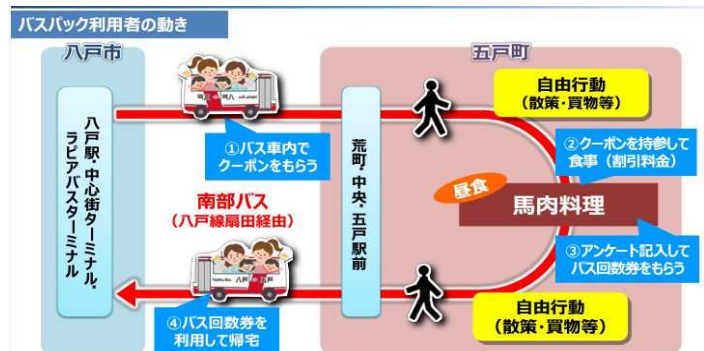 バスパック利用者の動き
八戸市
五戸町
八戸駅、中心街ターミナル・
ラピアバスターミナル
①バス車内で
クーポンをもらう
南部バス
(八戸線扇田経由)
荒町・中央・五戸駅前
自由行動
(散策・買物等)
②クーポンを持参して
食事(割引料金)
昼食
馬肉料理
③アンケート記入して
バス回数券をもらう
自由行動
(散策・買物等)
④バス回数券を
利用して帰宅